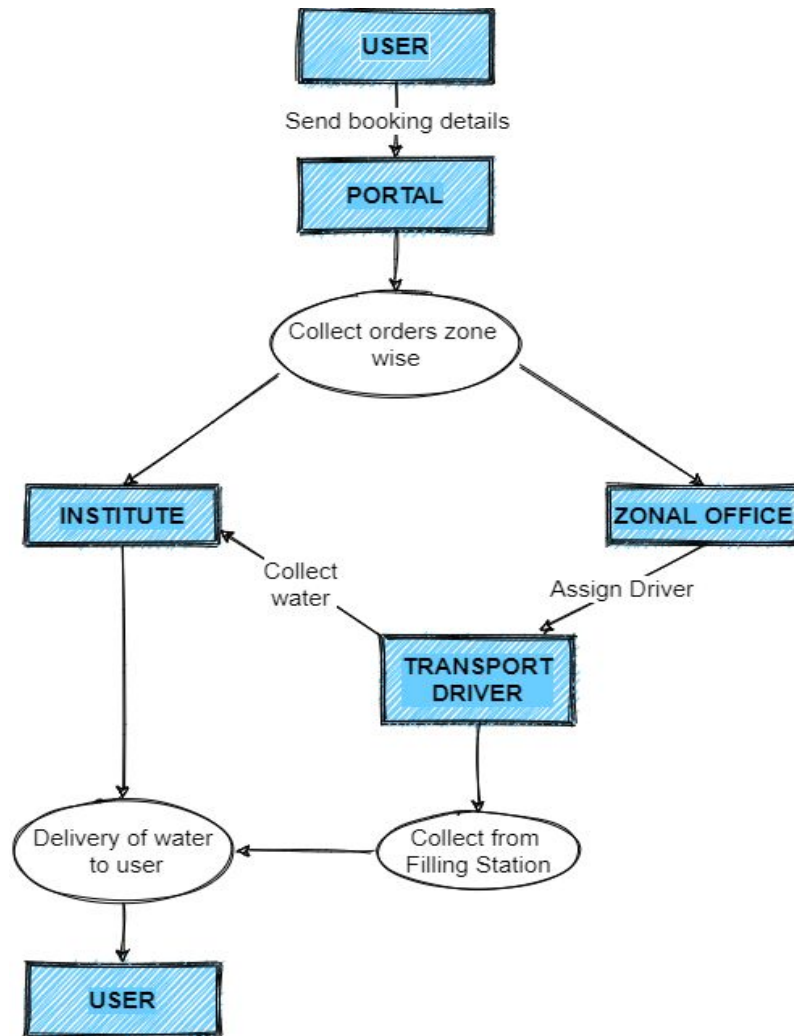 USER
Send booking details
PORTAL
Collect orders zone
wise
INSTITUTE
ZONAL OFFICE
Collect
water
Assign Driver
TRANSPORT
DRIVER
Delivery of water
to user
Collect from
Filling Station
USER